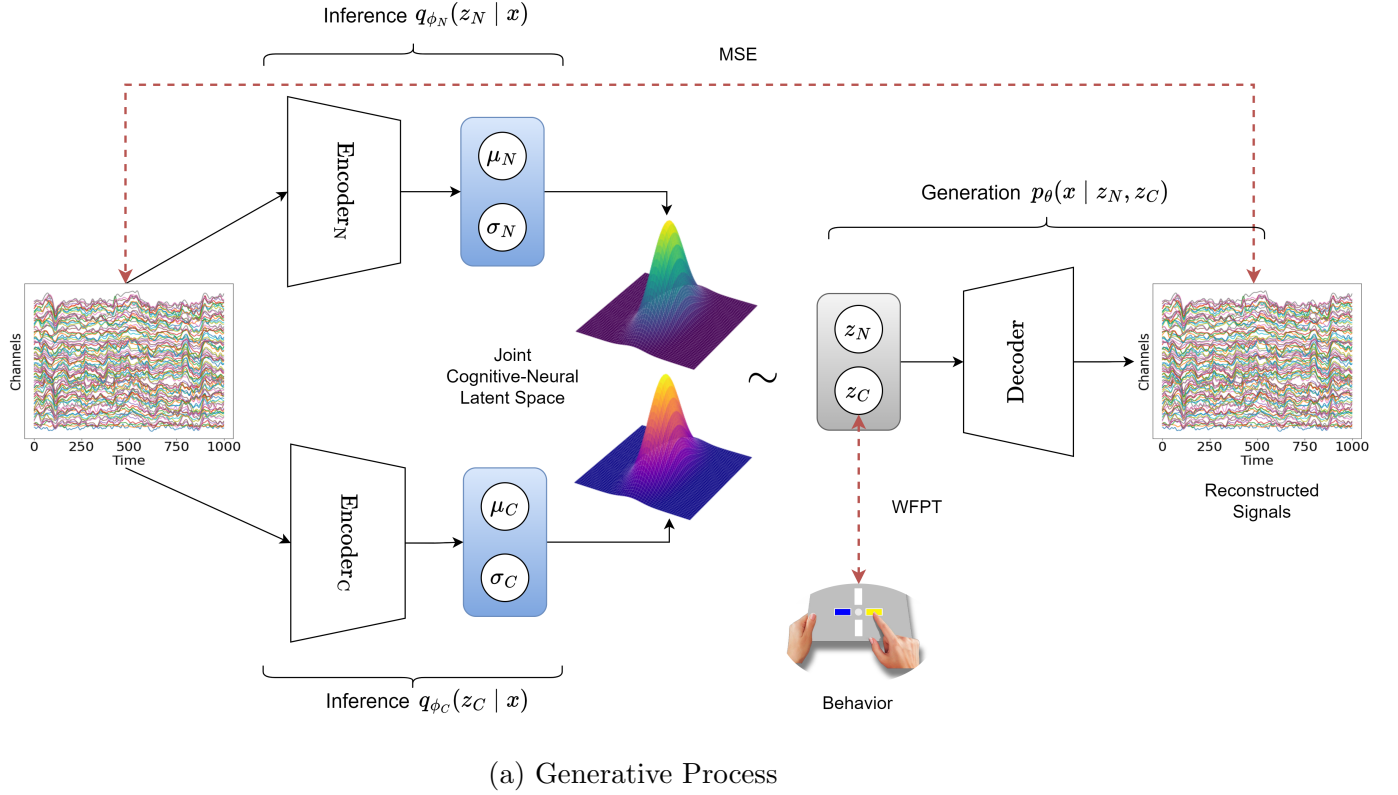 Inference q_{ϕ_N}(z_N | x)
MSE
Encoder_N
μ_N
σ_N
Generation p_θ(x | z_N, z_C)
Channels
0 250 500 750 1000
Time
Joint
Cognitive-Neural
Latent Space
∼
z_N
z_C
Decoder
Channels
0 250 500 750 1000
Time
Reconstructed
Signals
Encoder_C
μ_C
σ_C
WFPT
Inference q_{ϕ_C}(z_C | x)
Behavior
(a) Generative Process